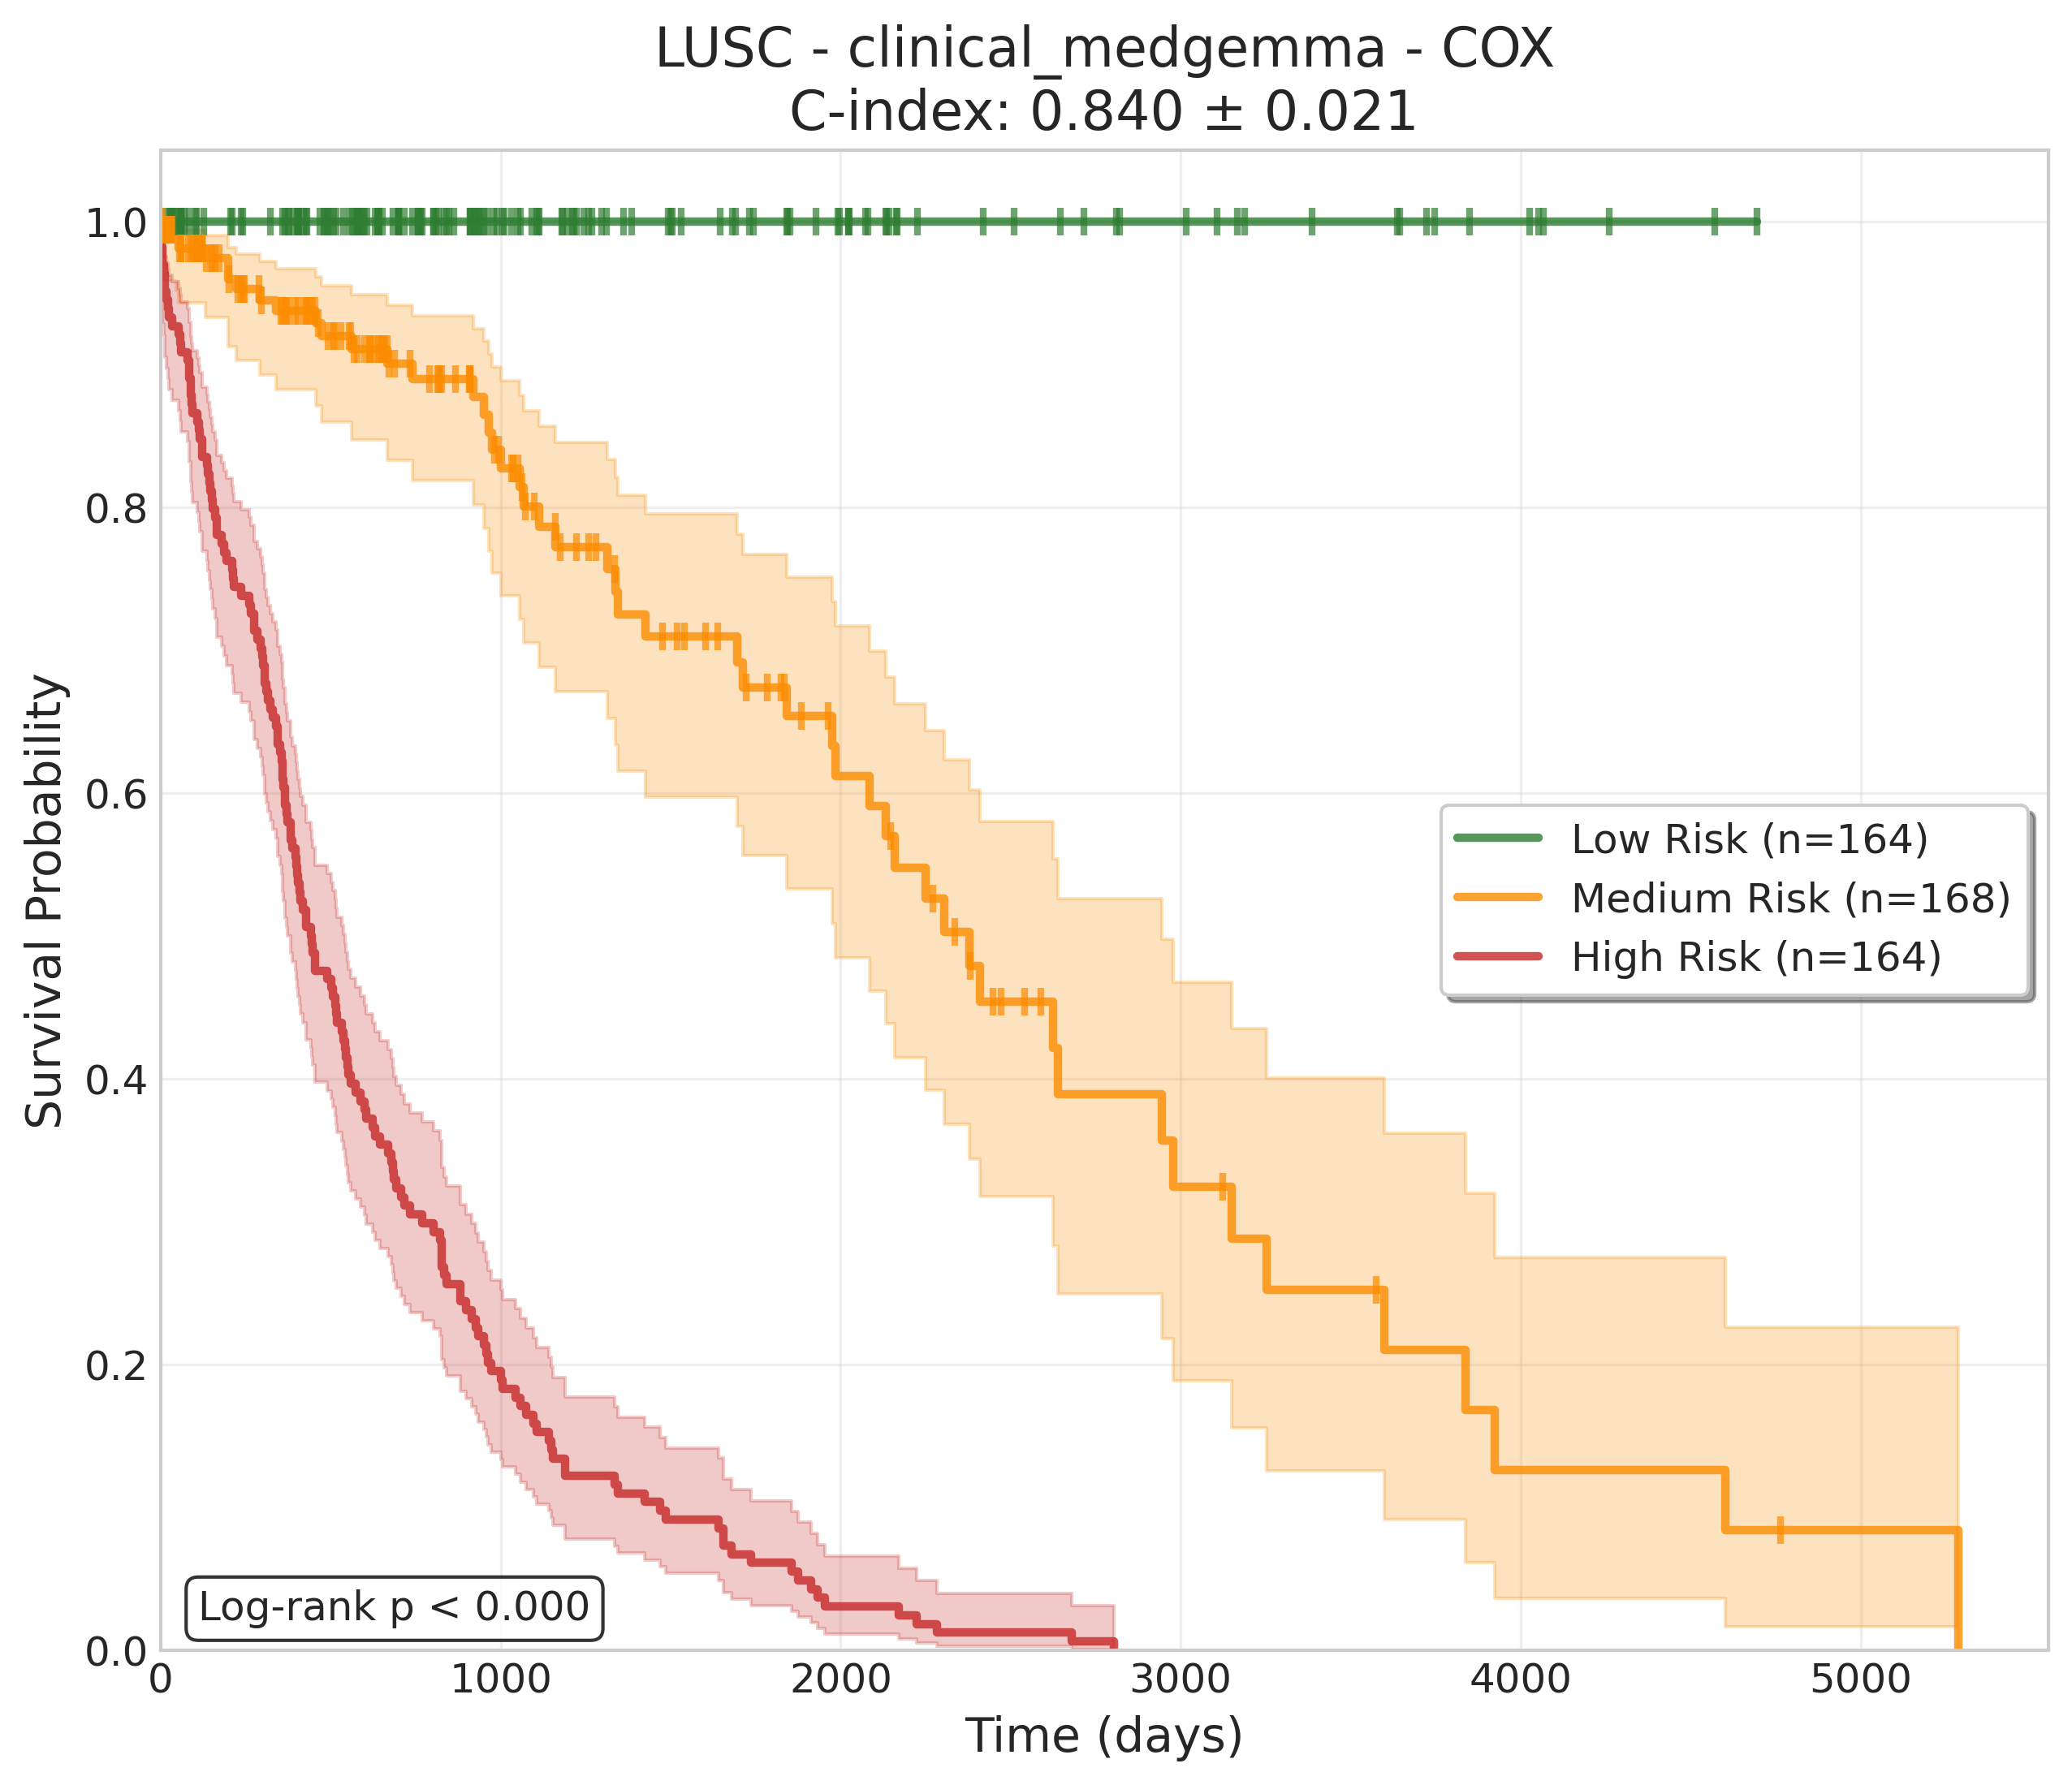 LUSC - clinical_medgemma - COX
C-index: 0.840 ± 0.021
Survival Probability
1.0
0.8
0.6
0.4
0.2
0.0
Low Risk (n=164)
Medium Risk (n=168)
High Risk (n=164)
Log-rank p < 0.000
0 1000 2000 3000 4000 5000
Time (days)